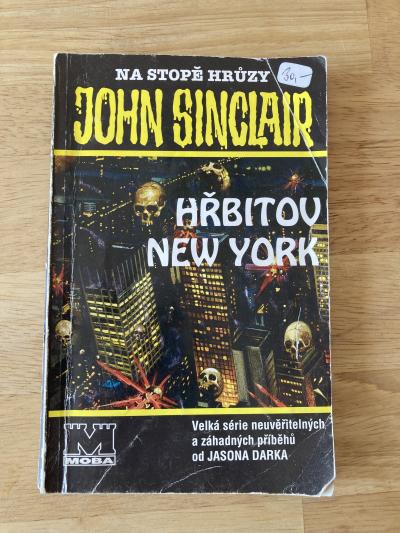 NA STOPĚ HRŮZY
30,-
JOHN SINCLAIR
HŘBITOV
NEW YORK
Velká série neuvěřitelných
a záhadných příběhů
od JASONA DARKA
M
MOBA